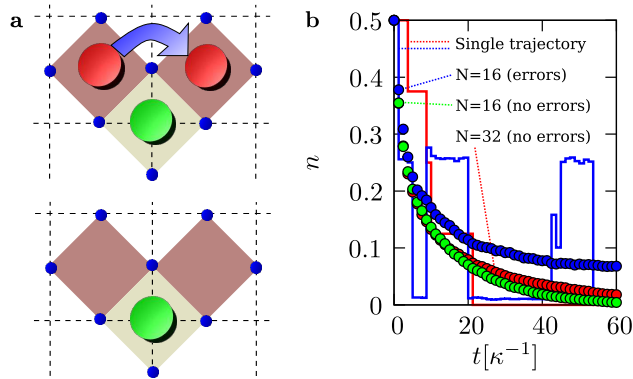 a
b
0.5
0.4
0.3
0.2
0.1
0
n
Single trajectory
N=16 (errors)
N=16 (no errors)
N=32 (no errors)
0 20 40 60
t[κ⁻¹]